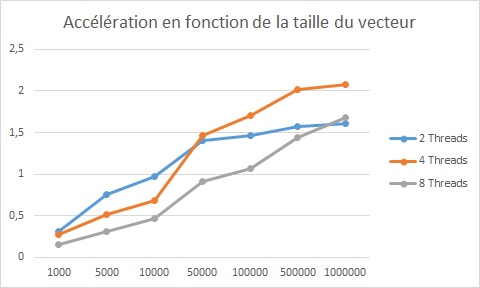 Accélération en fonction de la taille du vecteur
2,5
2
1,5
1
0,5
0
1000 5000 10000 50000 100000 500000 1000000
2 Threads
4 Threads
8 Threads